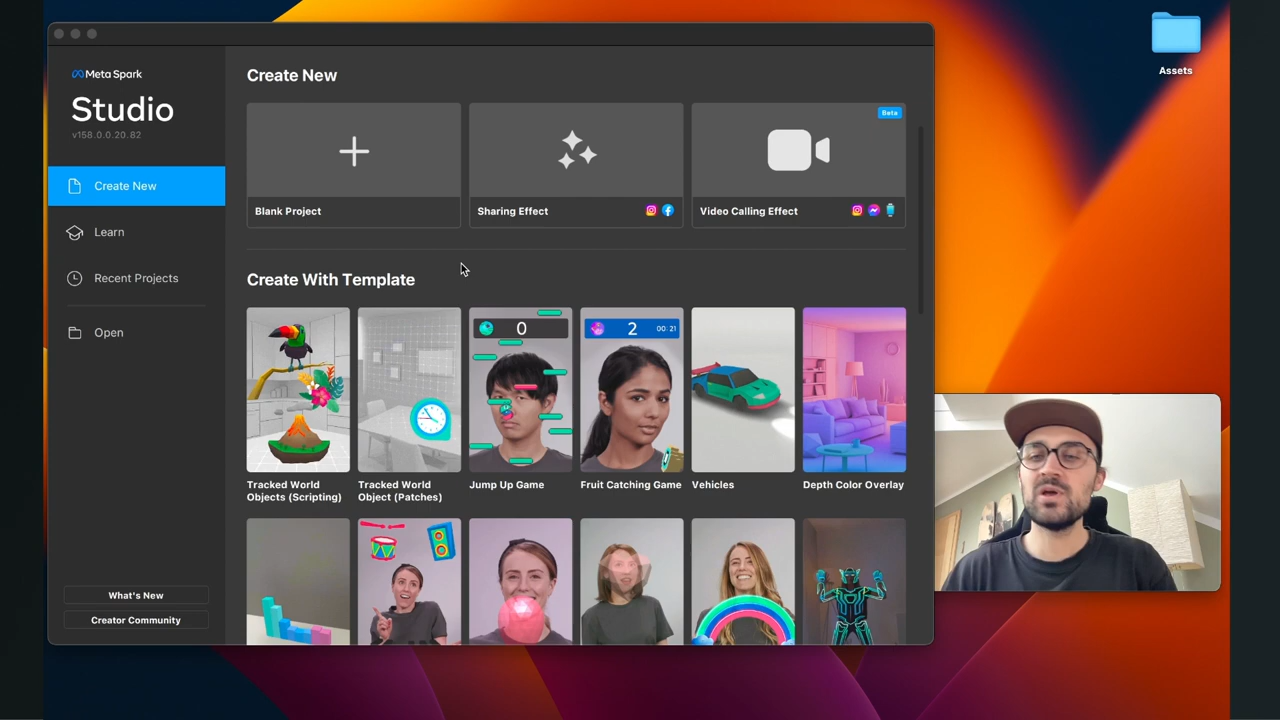 Meta Spark
Studio
v158.0.0.20.82
Create New
Learn
Recent Projects
Open
What's New
Creator Community
Create New
Beta
Blank Project
Sharing Effect
Video Calling Effect
Create With Template
0
2
00:21
Tracked World
Objects (Scripting)
Tracked World
Object (Patches)
Jump Up Game
Fruit Catching Game
Vehicles
Depth Color Overlay
Assets